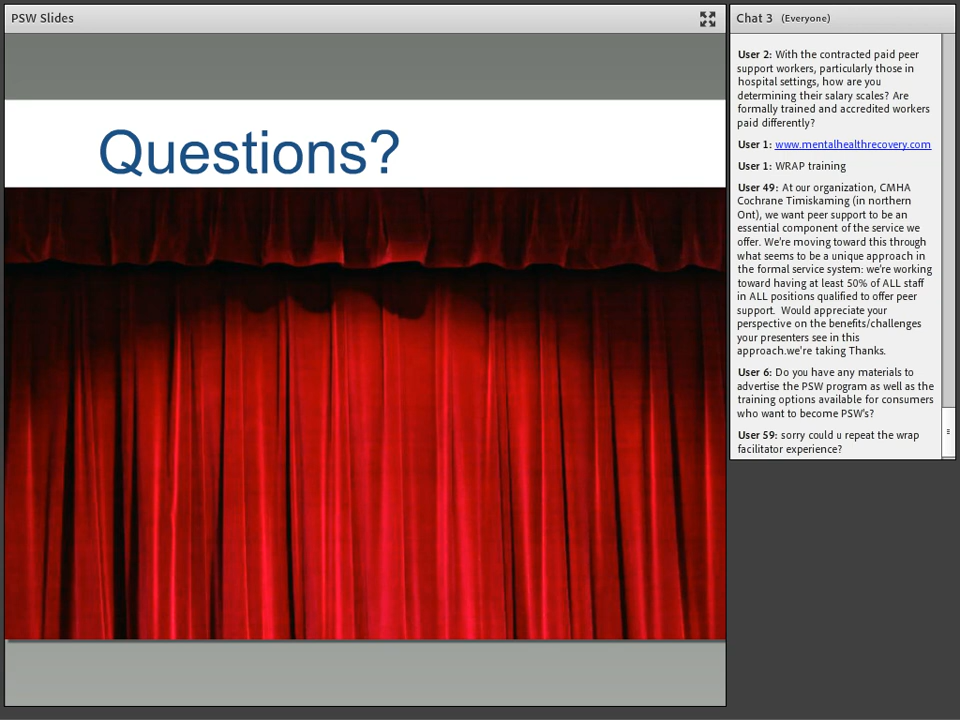 PSW Slides
Questions?
Chat 3 (Everyone)
User 2: With the contracted paid peer
support workers, particularly those in
hospital settings, how are you
determining their salary scales? Are
formally trained and accredited workers
paid differently?
User 1: www.mentalhealthrecovery.com
User 1: WRAP training
User 49: At our organization, CMHA
Cochrane Timiskaming (in northern
Ont), we want peer support to be an
essential component of the service we
offer. We're moving toward this through
what seems to be a unique approach in
the formal service system: we're working
toward having at least 50% of ALL staff
in ALL positions qualified to offer peer
support. Would appreciate your
perspective on the benefits/challenges
your presenters see in this
approach.we're taking Thanks.
User 6: Do you have any materials to
advertise the PSW program as well as the
training options available for consumers
who want to become PSW's?
User 59: sorry could u repeat the wrap
facilitator experience?